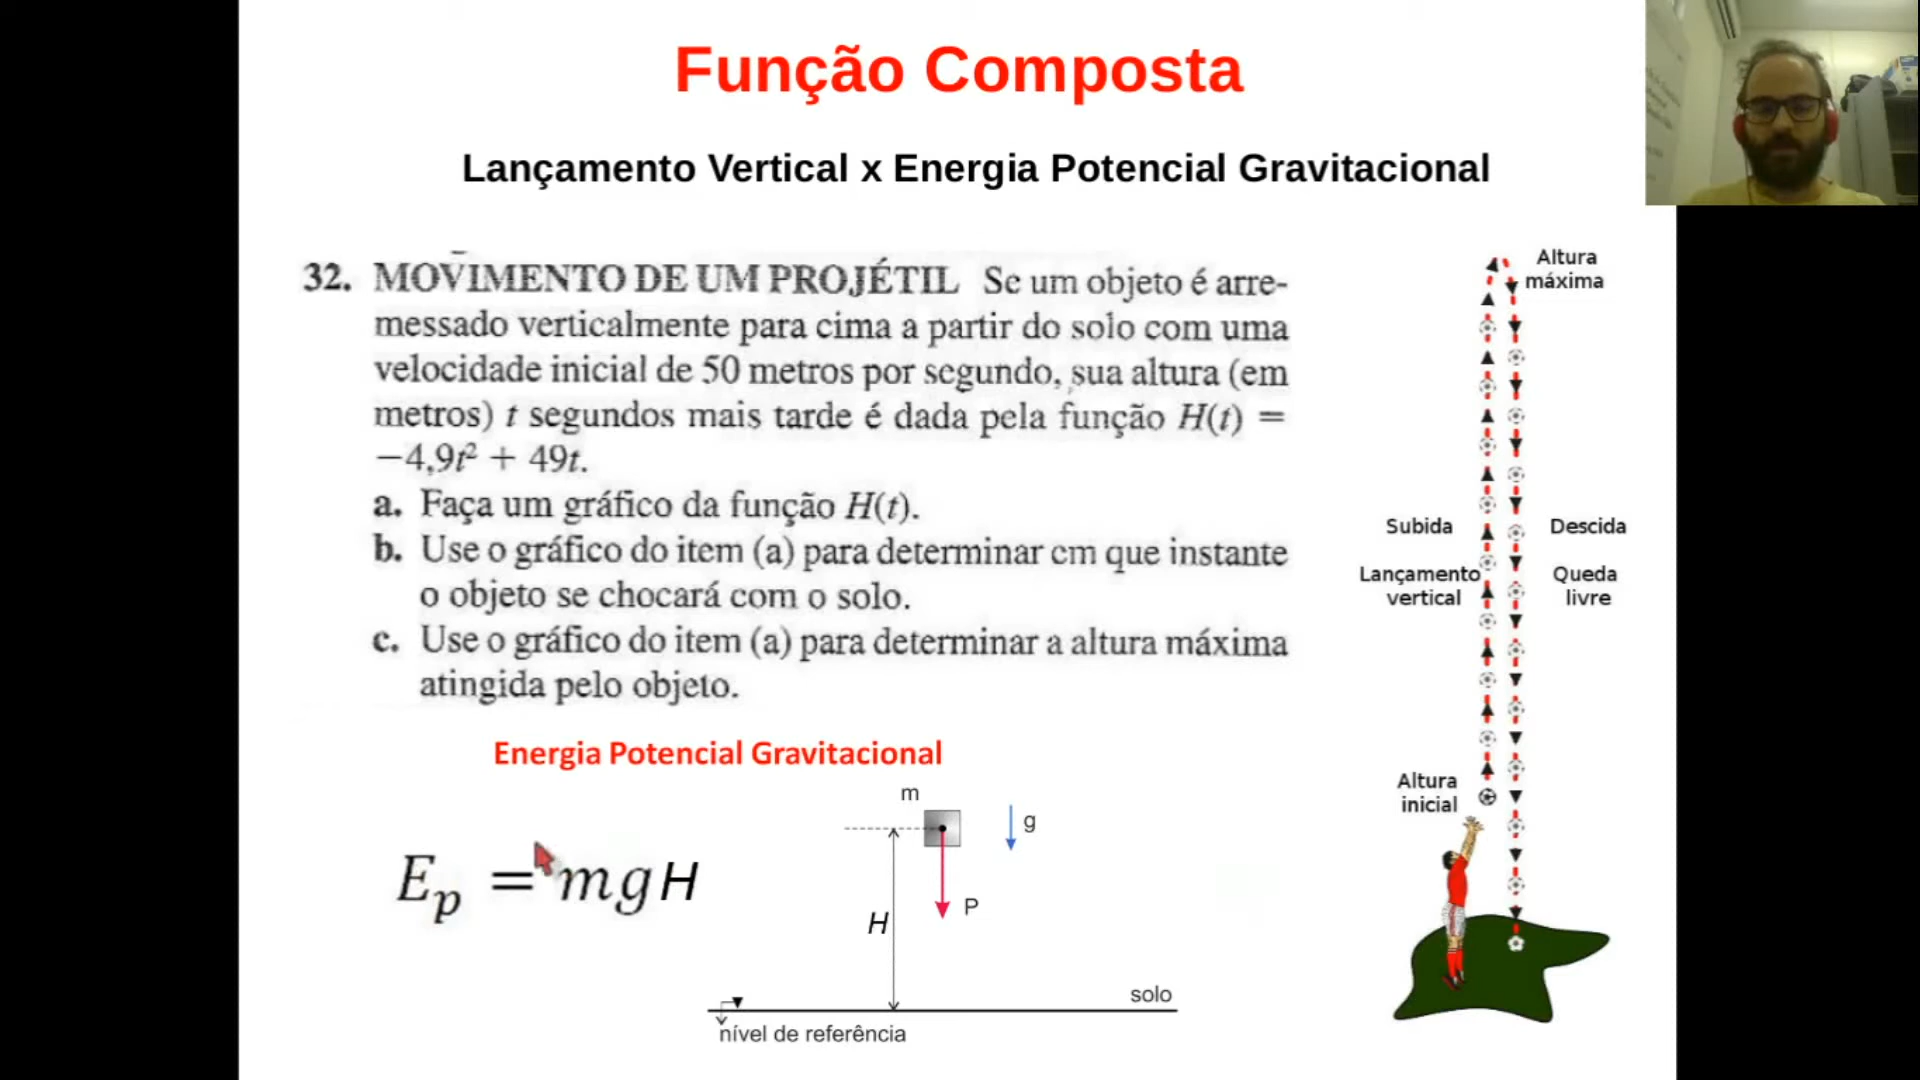 Função Composta
Lançamento Vertical x Energia Potencial Gravitacional
32. MOVIMENTO DE UM PROJÉTIL Se um objeto é arre-
messado verticalmente para cima a partir do solo com uma
velocidade inicial de 50 metros por segundo, sua altura (em
metros) t segundos mais tarde é dada pela função H(t) =
−4,9t² + 49t.
a. Faça um gráfico da função H(t).
b. Use o gráfico do item (a) para determinar em que instante
o objeto se chocará com o solo.
c. Use o gráfico do item (a) para determinar a altura máxima
atingida pelo objeto.
Energia Potencial Gravitacional
E_p = mgH
m
g
P
H
solo
nível de referência
Altura
máxima
Subida
Descida
Lançamento
vertical
Queda
livre
Altura
inicial